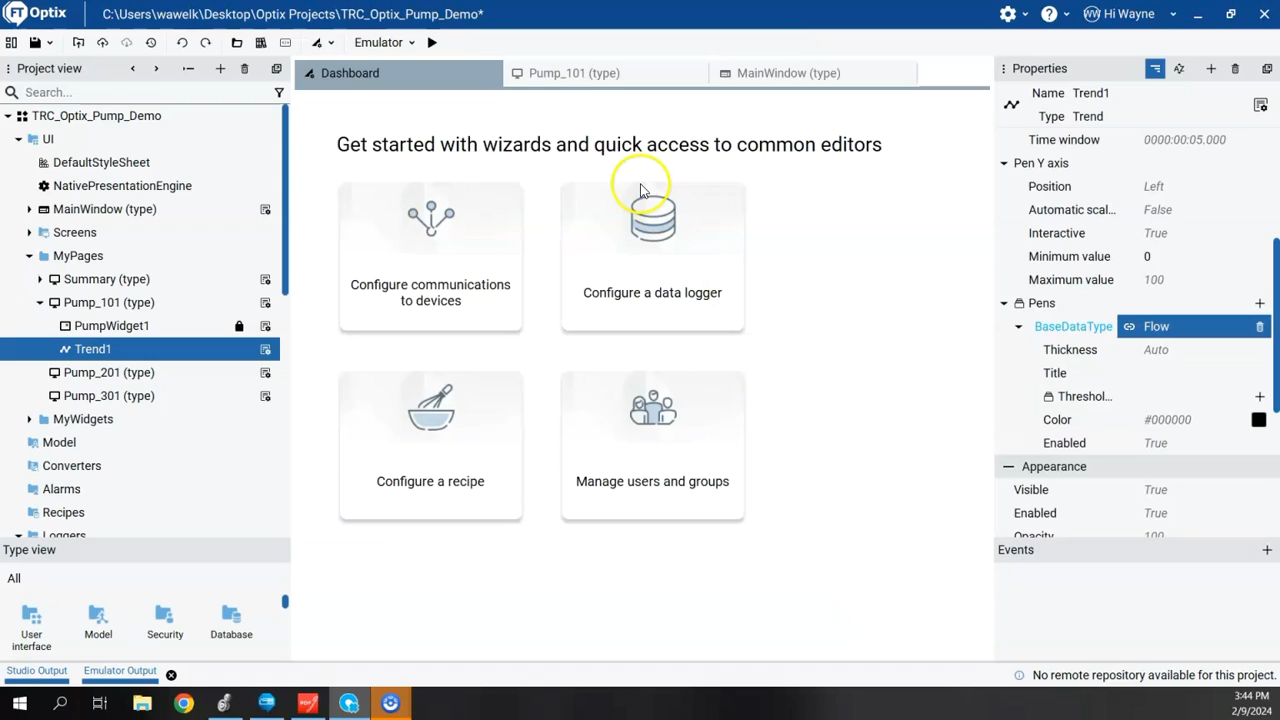 FT Optix
C:\Users\wawelk\Desktop\Optix Projects\TRC_Optix_Pump_Demo*
WW Hi Wayne
Emulator
Project view
Search...
TRC_Optix_Pump_Demo
UI
DefaultStyleSheet
NativePresentationEngine
MainWindow (type)
Screens
MyPages
Summary (type)
Pump_101 (type)
PumpWidget1
Trend1
Pump_201 (type)
Pump_301 (type)
MyWidgets
Model
Converters
Alarms
Recipes
Loggers
Type view
All
User interface
Model
Security
Database
Dashboard
Pump_101 (type)
MainWindow (type)
Get started with wizards and quick access to common editors
Configure communications
to devices
Configure a data logger
Configure a recipe
Manage users and groups
Properties
Name Trend1
Type Trend
Time window 0000:00:05.000
Pen Y axis
Position Left
Automatic scal... False
Interactive True
Minimum value 0
Maximum value 100
Pens
BaseDataType Flow
Thickness Auto
Title
Threshol...
Color #000000
Enabled True
Appearance
Visible True
Enabled True
Opacity 100
Events
Studio Output
Emulator Output
No remote repository available for this project.
3:44 PM
2/9/2024